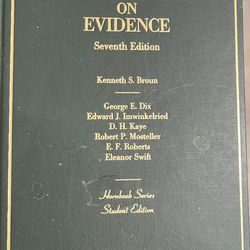 ON
EVIDENCE
Seventh Edition
Kenneth S. Broun
George E. Dix
Edward J. Imwinkelried
D. H. Kaye
Robert P. Mosteller
E. F. Roberts
Eleanor Swift
Hornbook Series
Student Edition